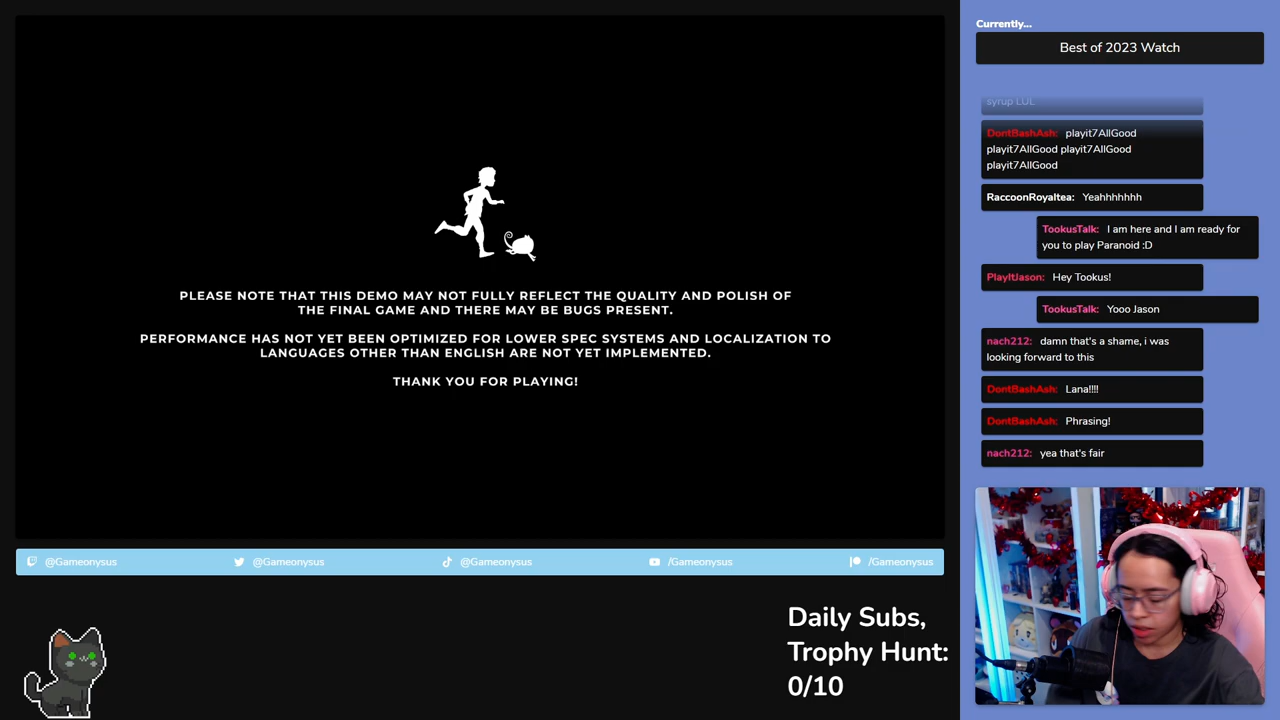 PLEASE NOTE THAT THIS DEMO MAY NOT FULLY REFLECT THE QUALITY AND POLISH OF
THE FINAL GAME AND THERE MAY BE BUGS PRESENT.
PERFORMANCE HAS NOT YET BEEN OPTIMIZED FOR LOWER SPEC SYSTEMS AND LOCALIZATION TO
LANGUAGES OTHER THAN ENGLISH ARE NOT YET IMPLEMENTED.
THANK YOU FOR PLAYING!
@Gameonysus
@Gameonysus
@Gameonysus
/Gameonysus
/Gameonysus
Daily Subs,
Trophy Hunt:
0/10
Currently...
Best of 2023 Watch
syrup LUL
DontBashAsh: playit7AllGood
playit7AllGood playit7AllGood
playit7AllGood
RaccoonRoyaltea: Yeahhhhhhh
TookusTalk: I am here and I am ready for
you to play Paranoid :D
PlayItJason: Hey Tookus!
TookusTalk: Yooo Jason
nach212: damn that's a shame, i was
looking forward to this
DontBashAsh: Lana!!!!
DontBashAsh: Phrasing!
nach212: yea that's fair